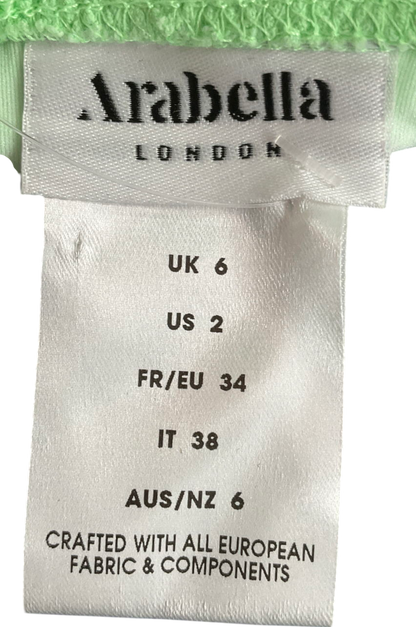 Arabella
LONDON
UK 6
US 2
FR/EU 34
IT 38
AUS/NZ 6
CRAFTED WITH ALL EUROPEAN
FABRIC & COMPONENTS